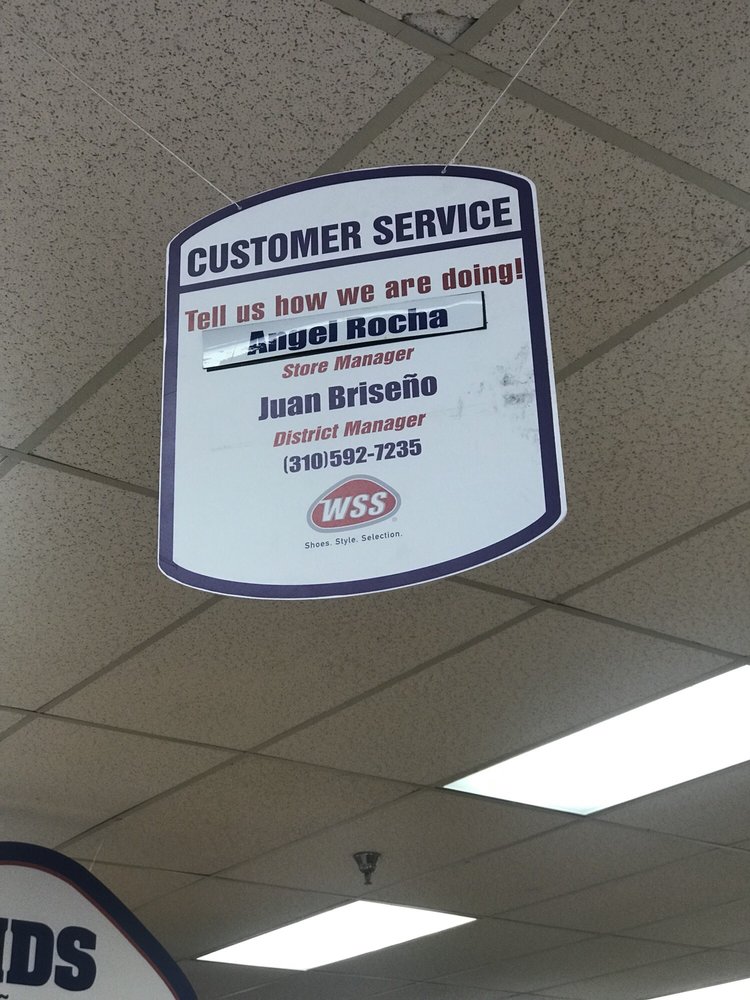 CUSTOMER SERVICE
Tell us how we are doing!
Angel Rocha
Store Manager
Juan Briseño
District Manager
(310)592-7235
WSS
Shoes. Style. Selection.
IDS